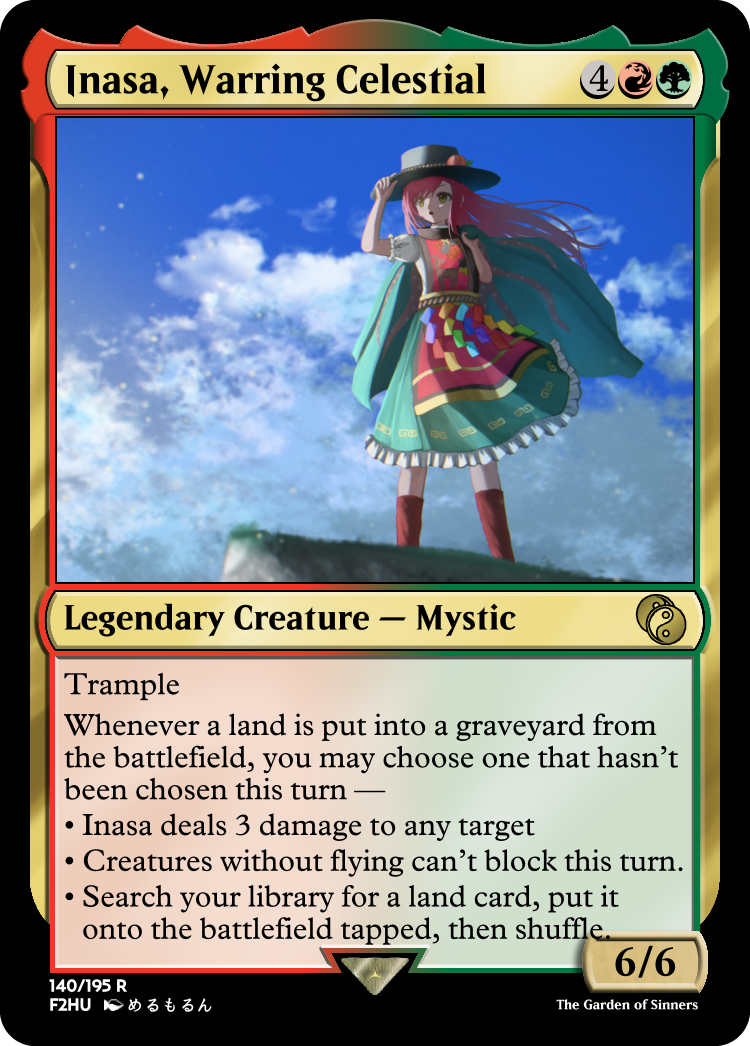 Inasa, Warring Celestial 4
Legendary Creature — Mystic
Trample
Whenever a land is put into a graveyard from
the battlefield, you may choose one that hasn't
been chosen this turn —
• Inasa deals 3 damage to any target
• Creatures without flying can't block this turn.
• Search your library for a land card, put it
onto the battlefield tapped, then shuffle.
6/6
140/195 R
F2HU めるもるん
The Garden of Sinners